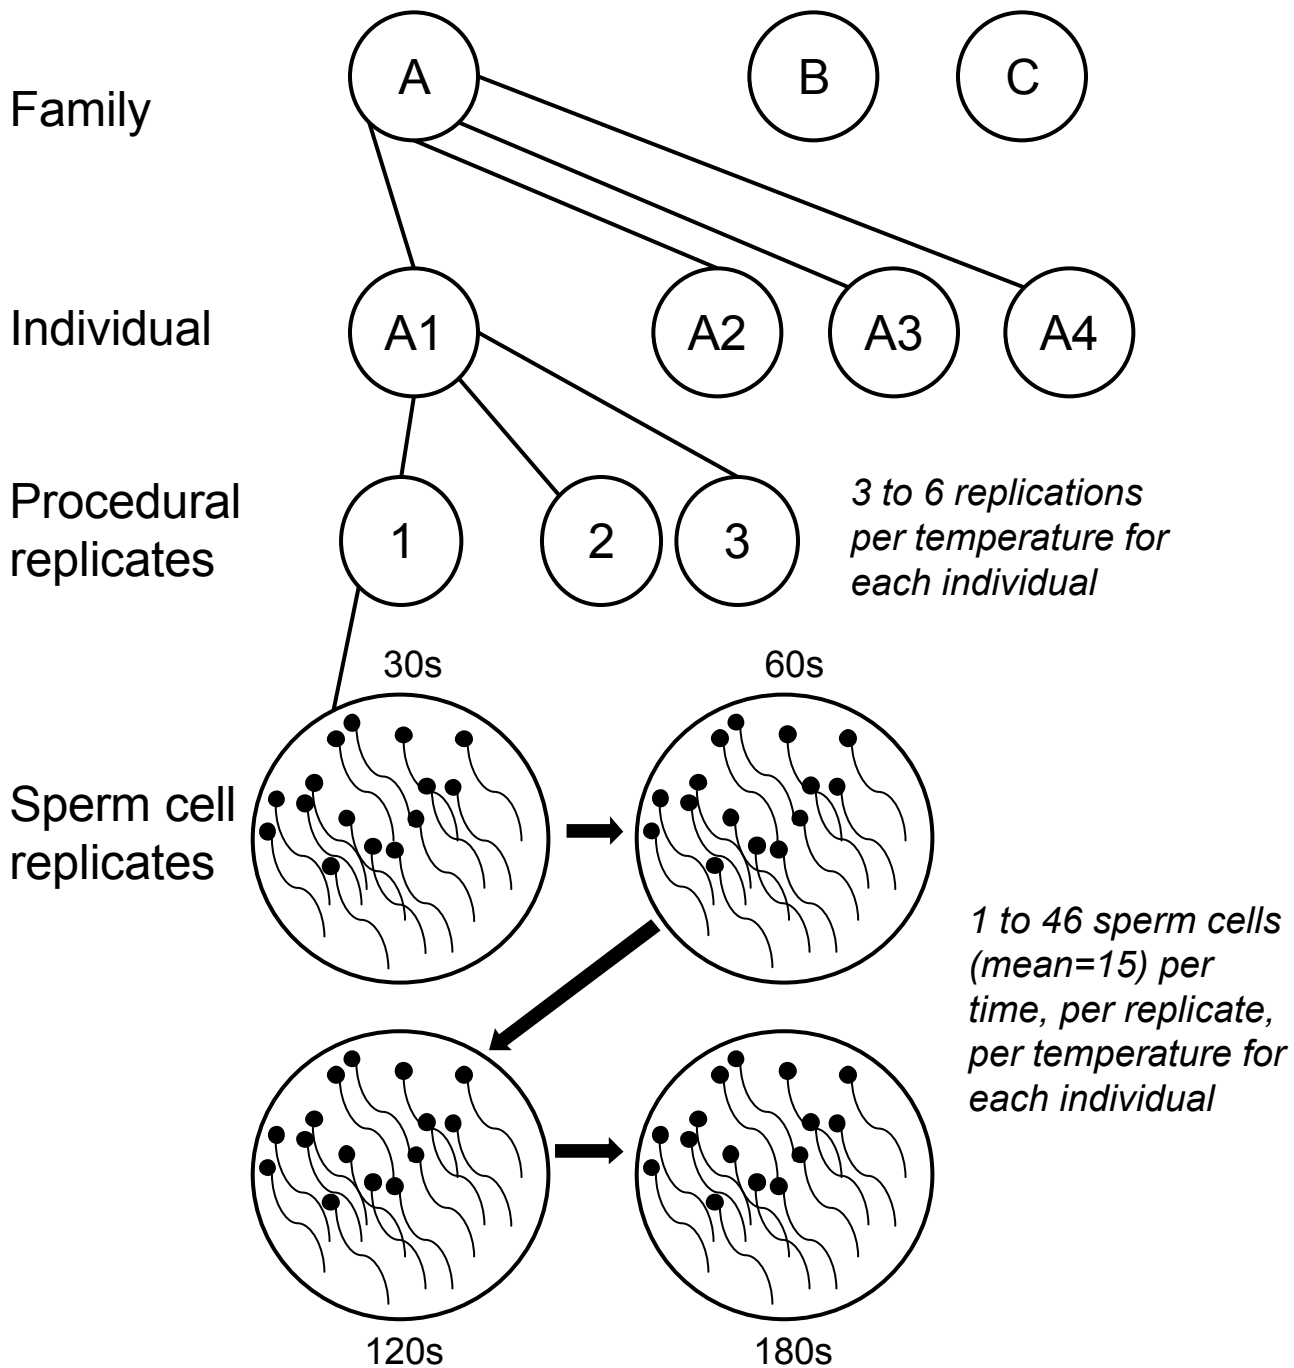 Family
A
B
C
Individual
A1
A2
A3
A4
Procedural
replicates
1
2
3
3 to 6 replications
per temperature for
each individual
30s
60s
Sperm cell
replicates
1 to 46 sperm cells
(mean=15) per
time, per replicate,
per temperature for
each individual
120s
180s